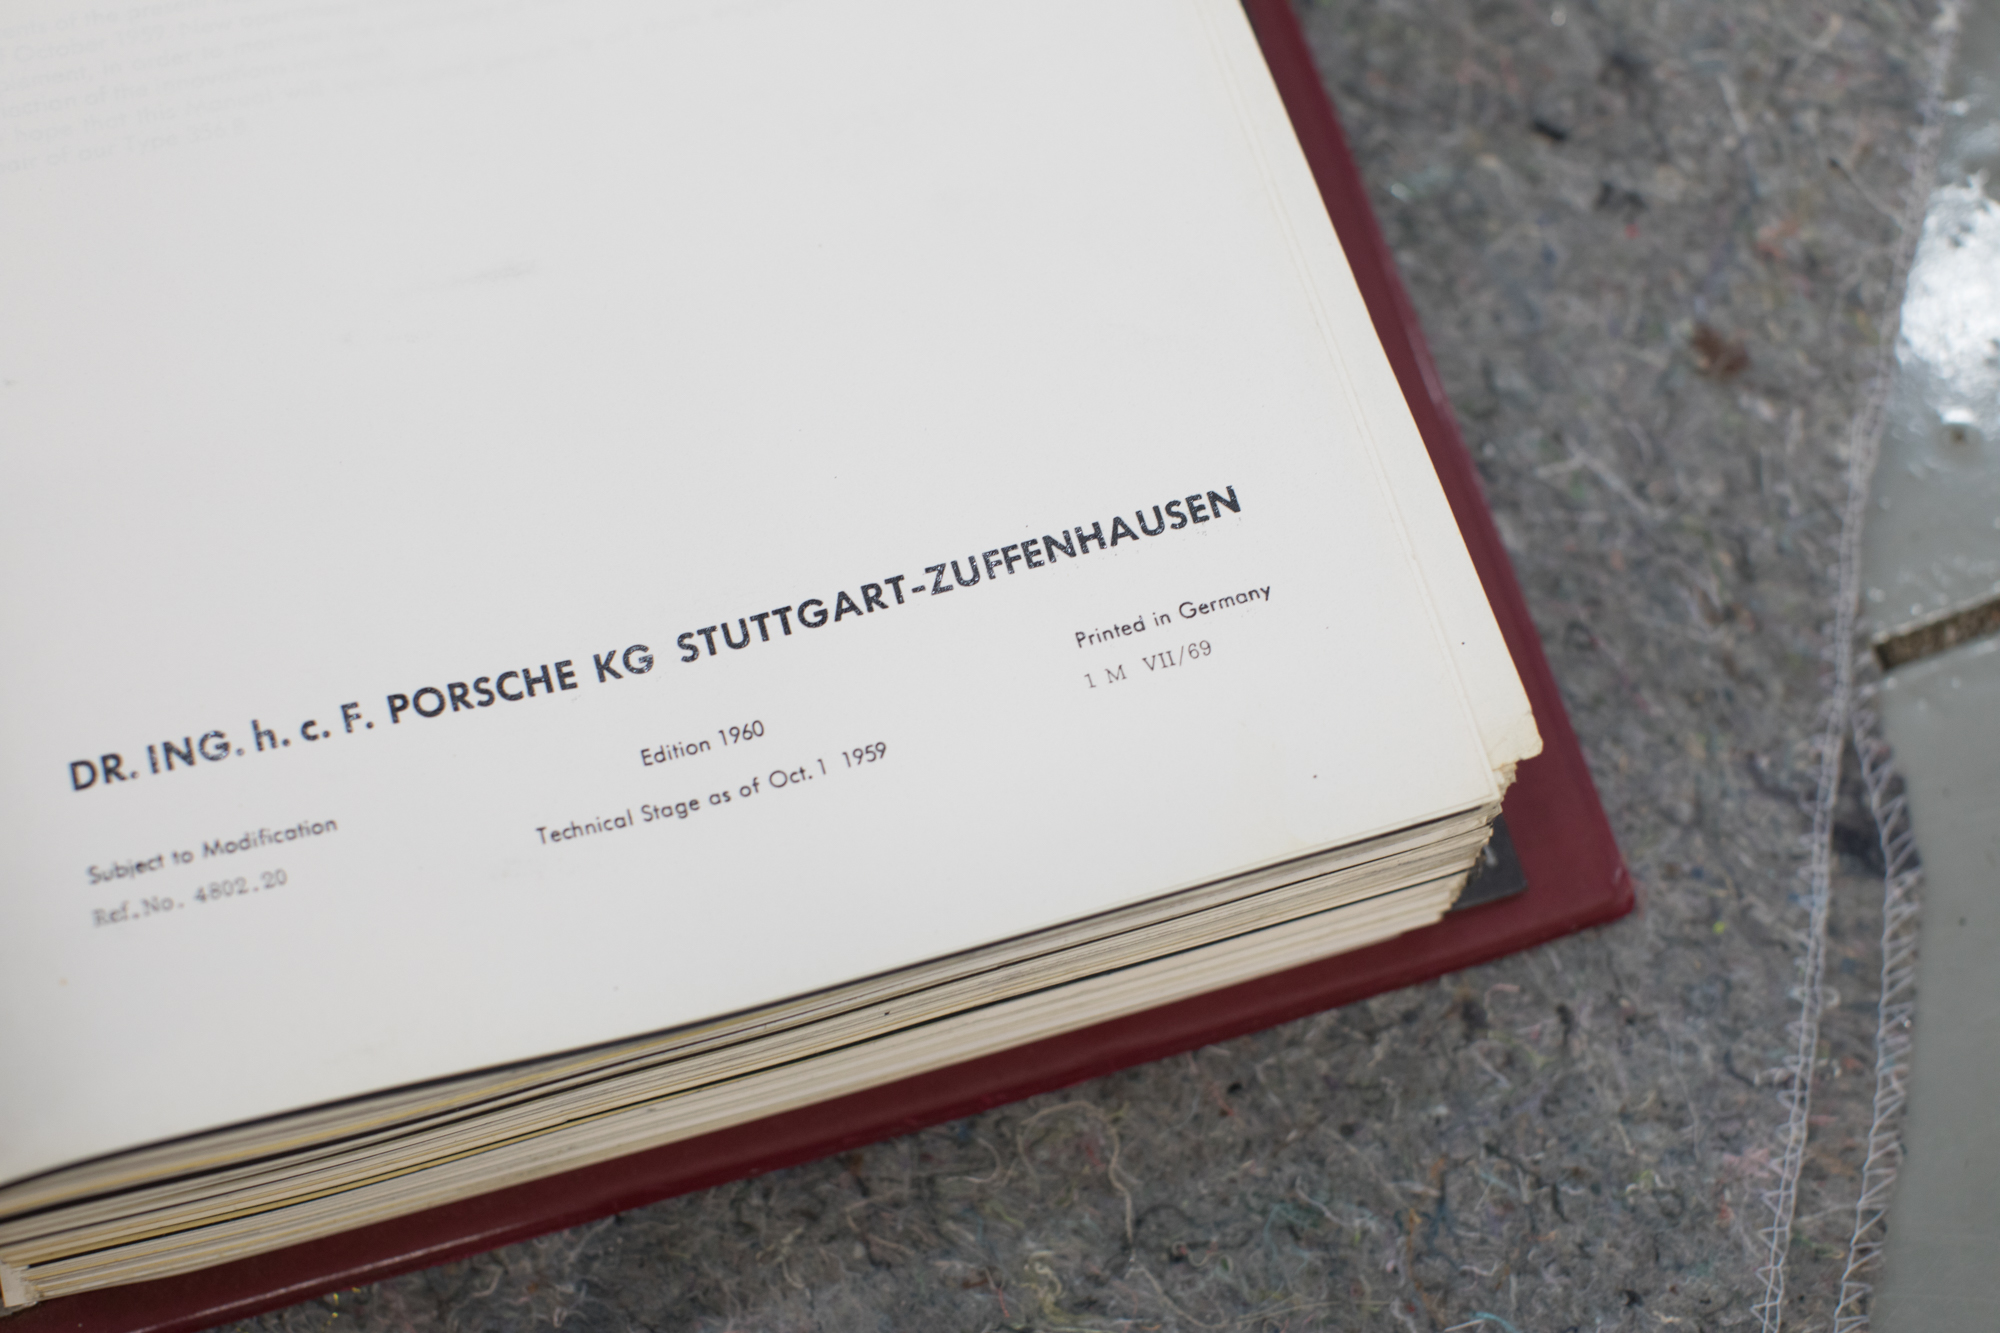 DR. ING. h. c. F. PORSCHE KG STUTTGART-ZUFFENHAUSEN
Subject to Modification
Ref.No. 4802.20
Edition 1960
Technical Stage as of Oct. 1 1959
Printed in Germany
1 M VII/69